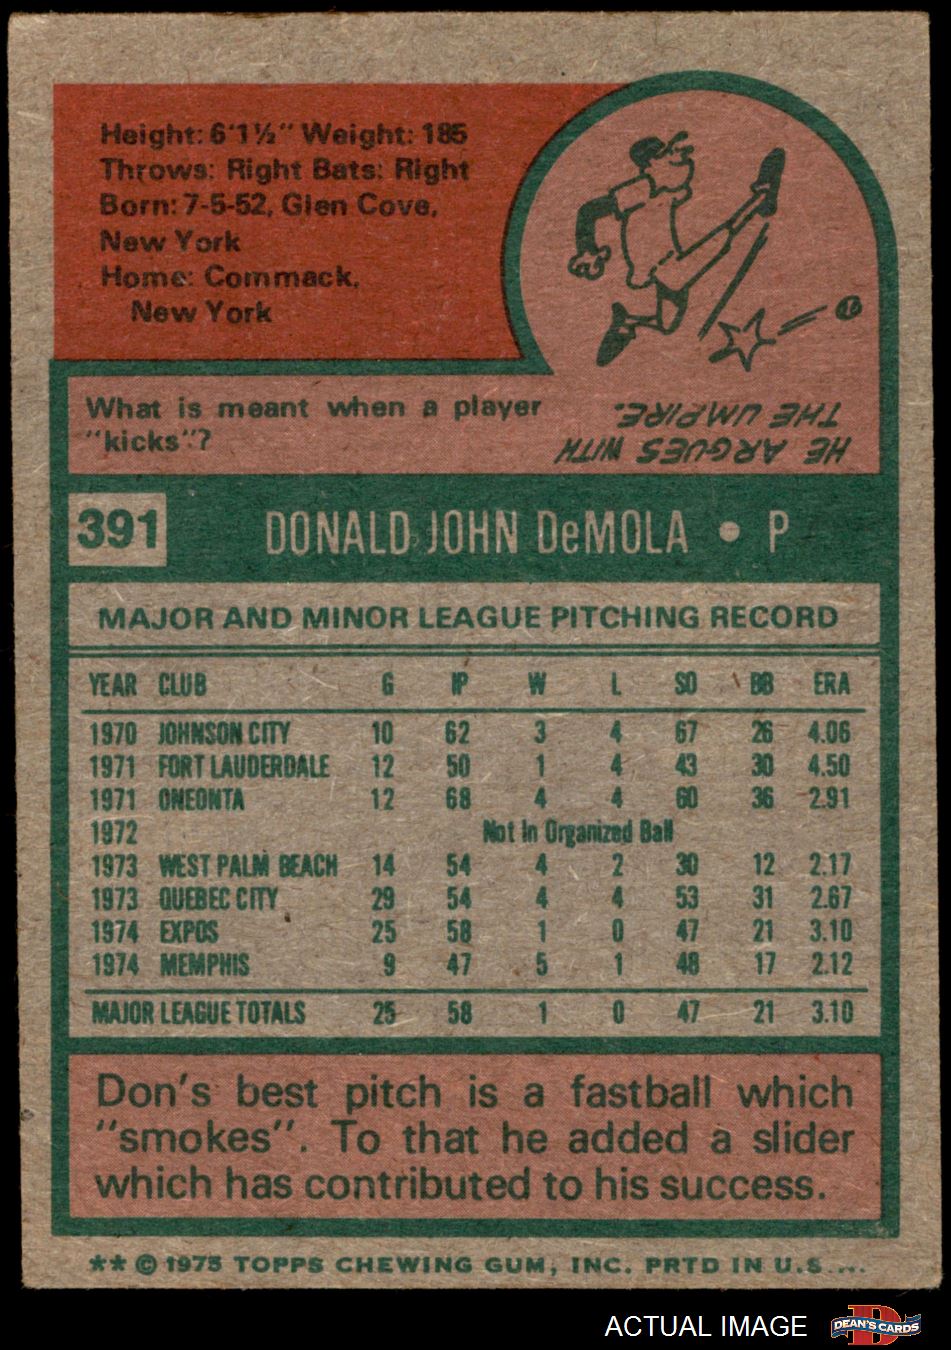 Height: 6'1½" Weight: 185
Throws: Right Bats: Right
Born: 7-5-52, Glen Cove,
New York
Home: Commack,
New York
What is meant when a player
"kicks"?
HE ARGUES WITH
THE UMPIRE.
391 DONALD JOHN DeMOLA • P
MAJOR AND MINOR LEAGUE PITCHING RECORD
YEAR CLUB G IP W L SO BB ERA
1970 JOHNSON CITY 10 62 3 4 67 26 4.06
1971 FORT LAUDERDALE 12 50 1 4 43 30 4.50
1971 ONEONTA 12 68 4 4 60 36 2.91
1972 Not In Organized Ball
1973 WEST PALM BEACH 14 54 4 2 30 12 2.17
1973 QUEBEC CITY 29 54 4 4 53 31 2.67
1974 EXPOS 25 58 1 0 47 21 3.10
1974 MEMPHIS 9 47 5 1 48 17 2.12
MAJOR LEAGUE TOTALS 25 58 1 0 47 21 3.10
Don's best pitch is a fastball which
"smokes". To that he added a slider
which has contributed to his success.
** © 1975 TOPPS CHEWING GUM, INC. PRTD IN U.S....
ACTUAL IMAGE
D
DEAN'S CARDS